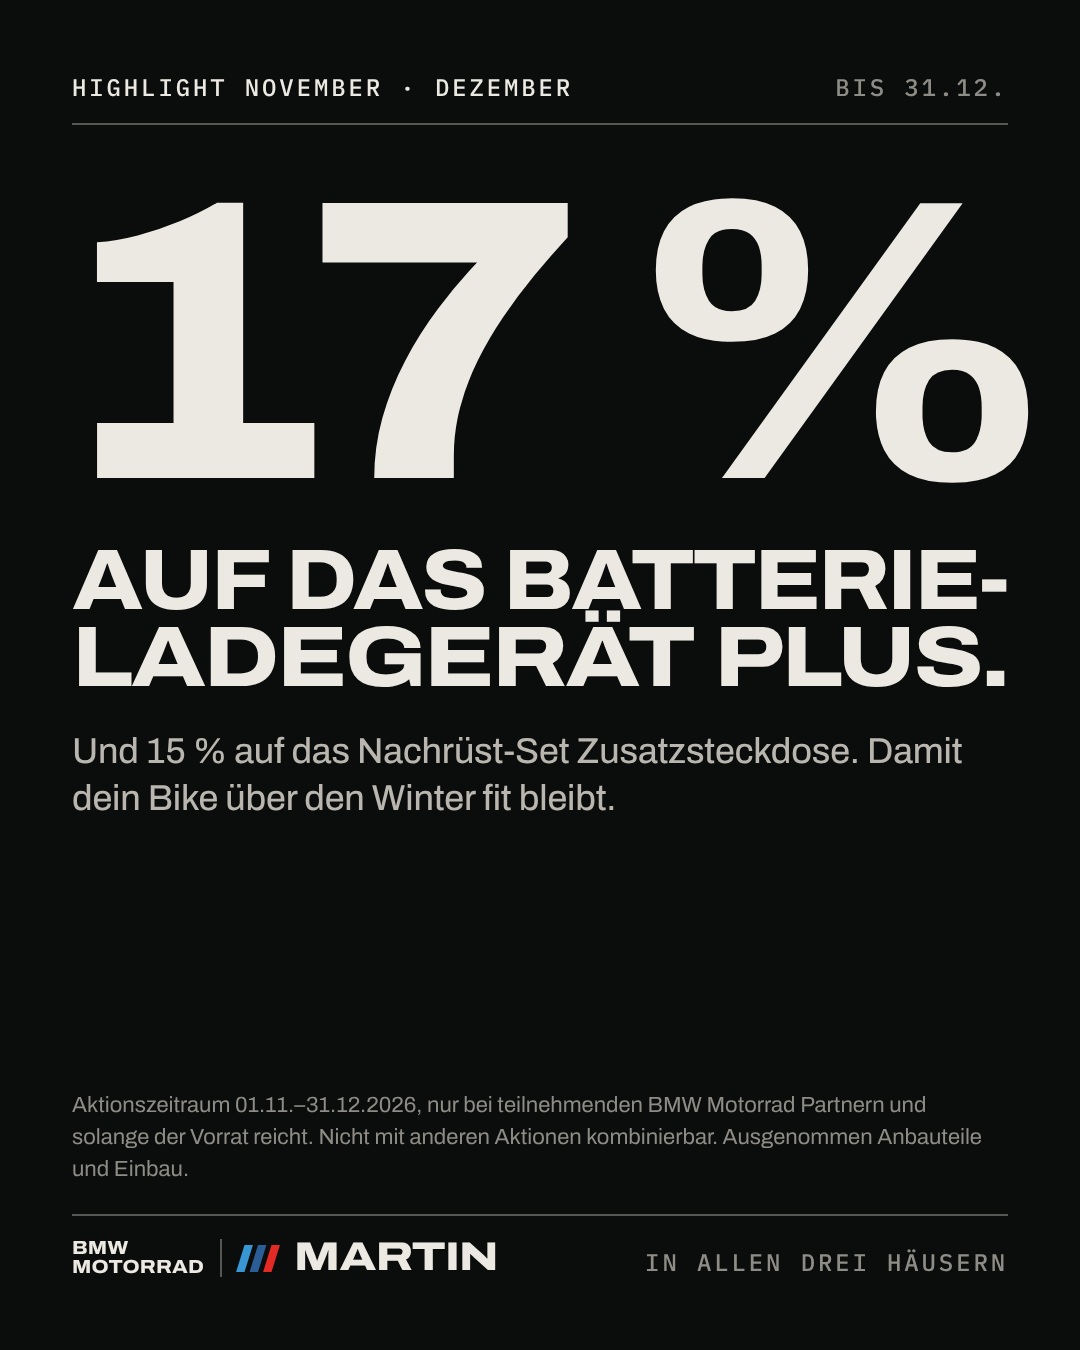 HIGHLIGHT NOVEMBER · DEZEMBER
BIS 31.12.
17 %
AUF DAS BATTERIE-
LADEGERÄT PLUS.
Und 15 % auf das Nachrüst-Set Zusatzsteckdose. Damit
dein Bike über den Winter fit bleibt.
Aktionszeitraum 01.11.–31.12.2026, nur bei teilnehmenden BMW Motorrad Partnern und
solange der Vorrat reicht. Nicht mit anderen Aktionen kombinierbar. Ausgenommen Anbauteile
und Einbau.
BMW
MOTORRAD
MARTIN
IN ALLEN DREI HÄUSERN